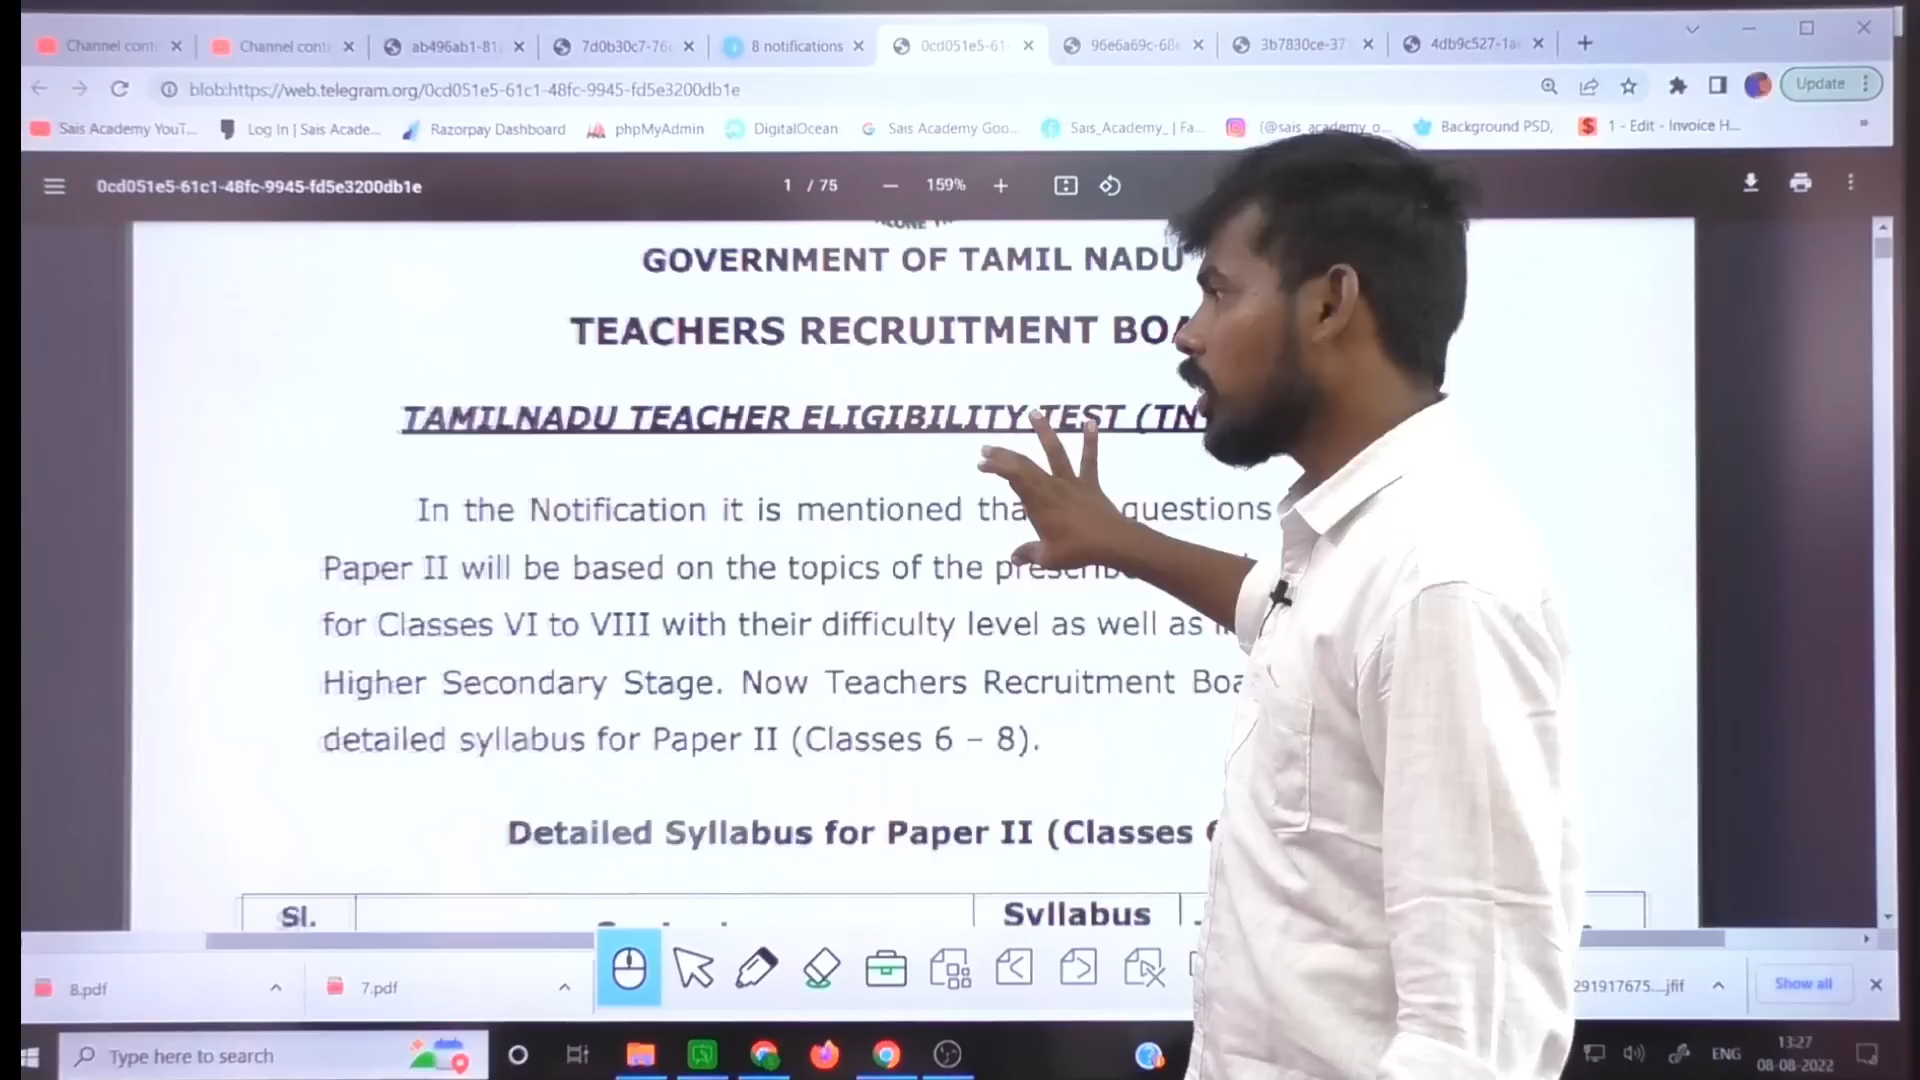 Channel cont
Channel conte
ab496ab1-81
7d0b30c7-76
8 notifications
0cd051e5-61
96e6a69c-68
3b7830ce-37
4db9c527-1a
blob:https://web.telegram.org/0cd051e5-61c1-48fc-9945-fd5e3200db1e
Update
Sais Academy YouT...
Log In | Sais Acade...
Razorpay Dashboard
phpMyAdmin
DigitalOcean
Sais Academy Goo...
Sais_Academy_ | Fa...
(@sais_academy_o...
Background PSD,
1 - Edit - Invoice H...
0cd051e5-61c1-48fc-9945-fd5e3200db1e
1 / 75
159%
GOVERNMENT OF TAMIL NADU
TEACHERS RECRUITMENT BOA
TAMILNADU TEACHER ELIGIBILITY TEST (TN
In the Notification it is mentioned tha questions
Paper II will be based on the topics of the prescrib
for Classes VI to VIII with their difficulty level as well as
Higher Secondary Stage. Now Teachers Recruitment Boa
detailed syllabus for Paper II (Classes 6 – 8).
Detailed Syllabus for Paper II (Classes 6
Sl.
Syllabus
8.pdf
7.pdf
291917675....jfif
Show all
Type here to search
ENG
13:27
08-08-2022